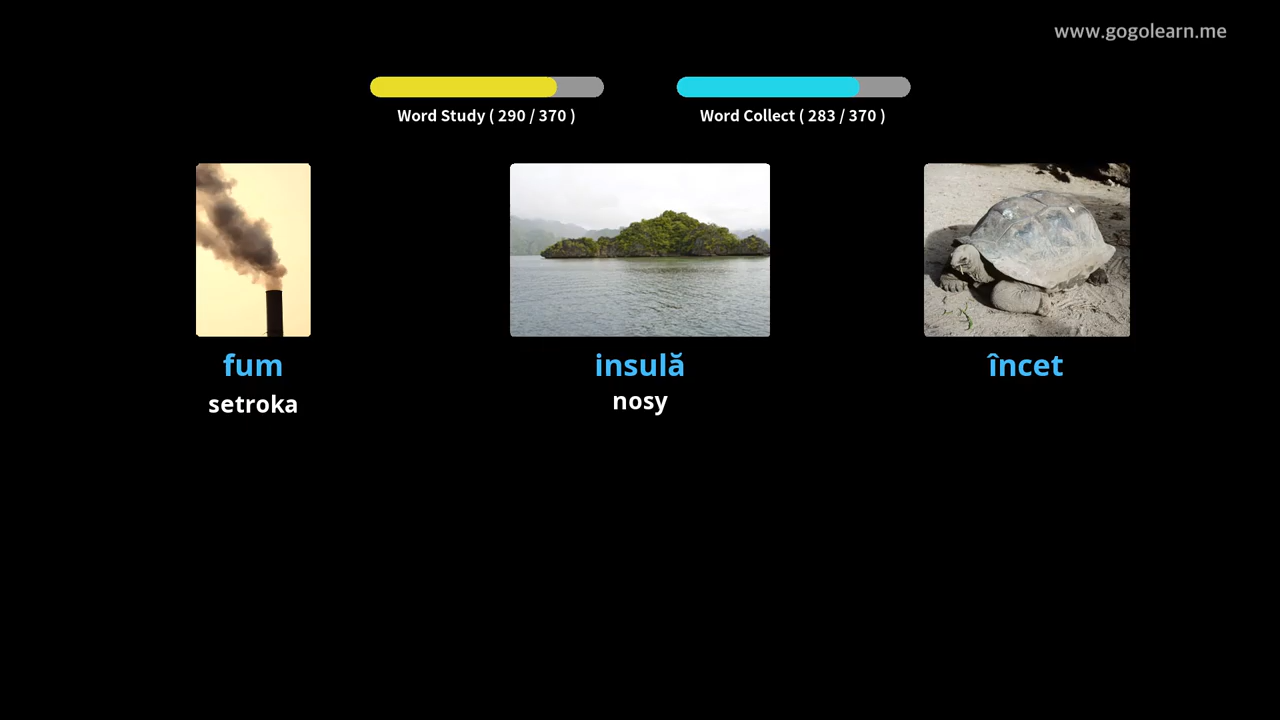 www.gogolearn.me
Word Study ( 290 / 370 )
Word Collect ( 283 / 370 )
fum
setroka
insulă
nosy
încet